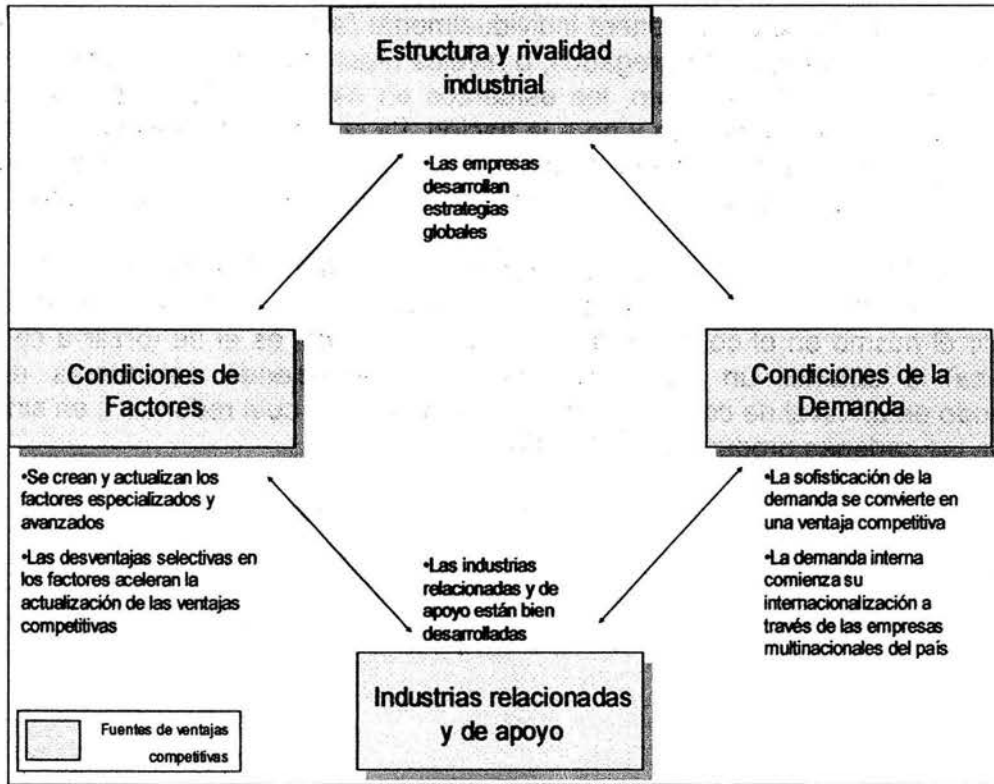 Estructura y rivalidad
industrial
•Las empresas
desarrollan
estrategias
globales
Condiciones de
Factores
•Se crean y actualizan los
factores especializados y
avanzados
•Las desventajas selectivas en
los factores aceleran la
actualización de las ventajas
competitivas
Condiciones de la
Demanda
•La sofisticación de la
demanda se convierte en
una ventaja competitiva
•La demanda interna
comienza su
internacionalización a
través de las empresas
multinacionales del país
•Las industrias
relacionadas y de
apoyo están bien
desarrolladas
Industrias relacionadas
y de apoyo
Fuentes de ventajas
competitivas